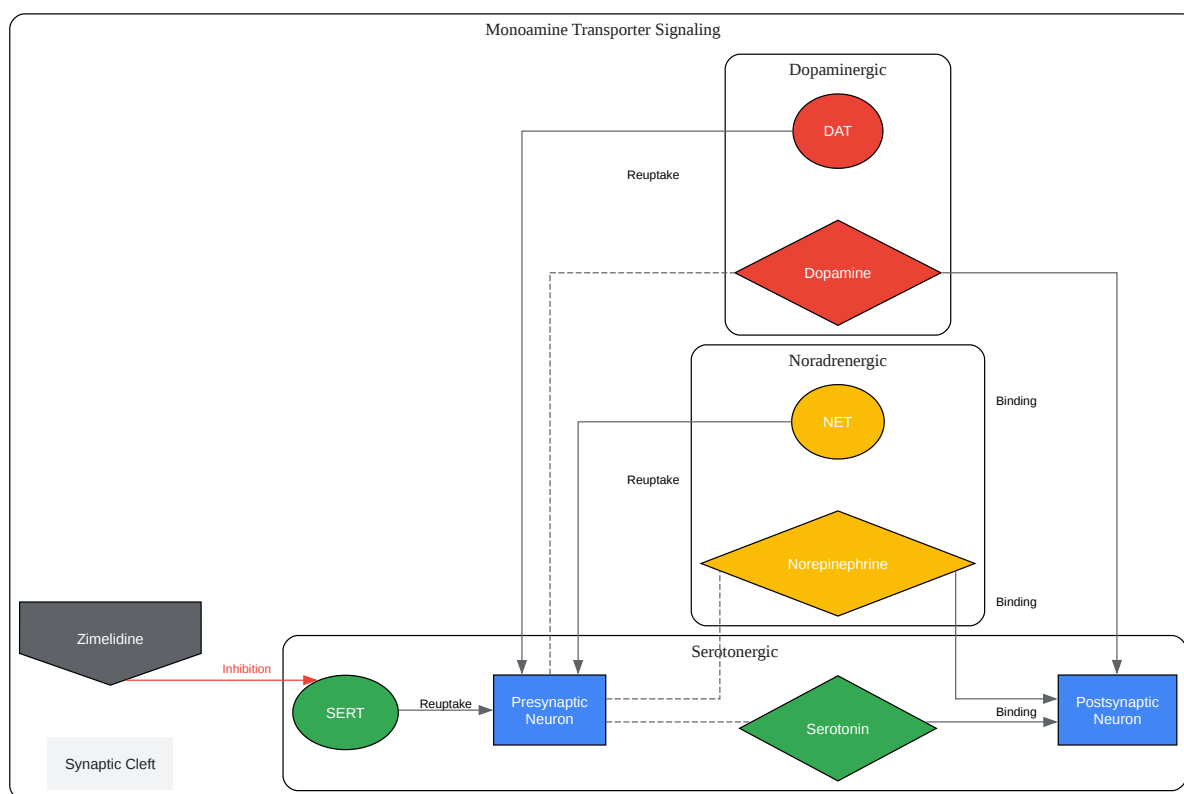 Monoamine Transporter Signaling
Dopaminergic
DAT
Reuptake
Dopamine
Noradrenergic
Binding
NET
Reuptake
Norepinephrine
Binding
Zimelidine
Serotonergic
Inhibition
SERT
Reuptake
Presynaptic
Neuron
Serotonin
Binding
Postsynaptic
Neuron
Synaptic Cleft